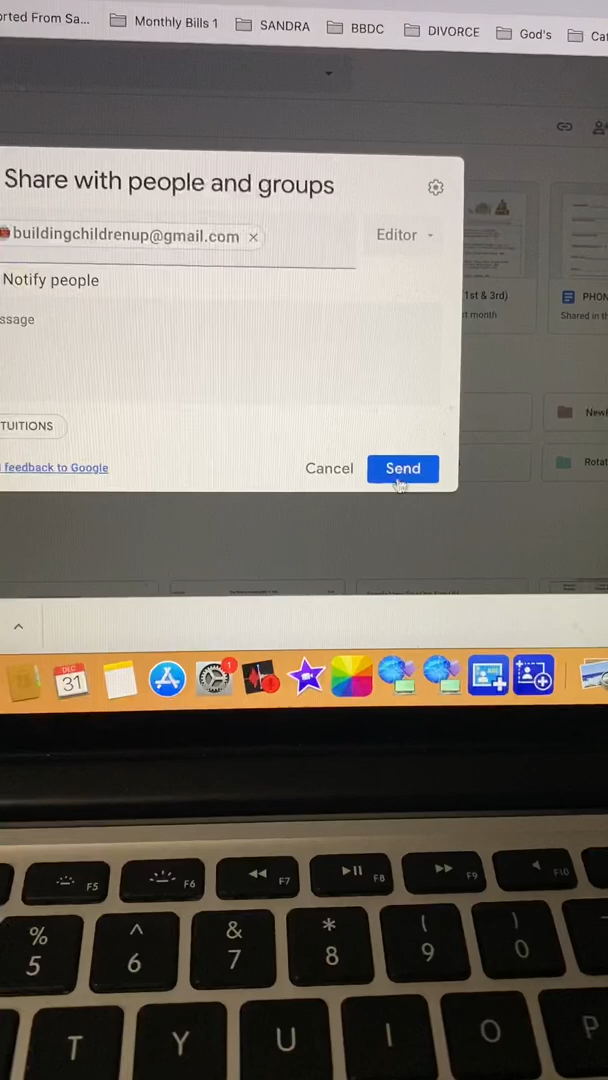 orted From Sa... Monthly Bills 1 SANDRA BBDC DIVORCE God's Cat
Share with people and groups
buildingchildrenup@gmail.com × Editor
Notify people
ssage
1st & 3rd) PHON
t month Shared in th
TUITIONS
New
feedback to Google Cancel Send
Rotat
DEC
31
1
F5 F6 F7 F8 F9 F10
% ^ & * ( )
5 6 7 8 9 0
T Y U I O P